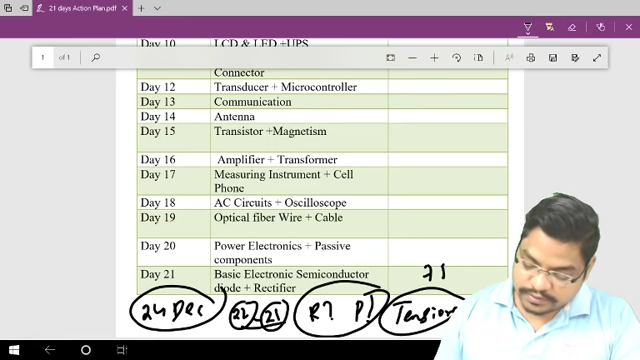 21 days Action Plan.pdf
1 of 1
Day 10 LCD & LED +UPS
Connector
Day 12 Transducer + Microcontroller
Day 13 Communication
Day 14 Antenna
Day 15 Transistor +Magnetism
Day 16 Amplifier + Transformer
Day 17 Measuring Instrument + Cell
Phone
Day 18 AC Circuits + Oscilloscope
Day 19 Optical fiber Wire + Cable
Day 20 Power Electronics + Passive
components
Day 21 Basic Electronic Semiconductor
diode + Rectifier
24 Dec 22-21 R? PT Tension